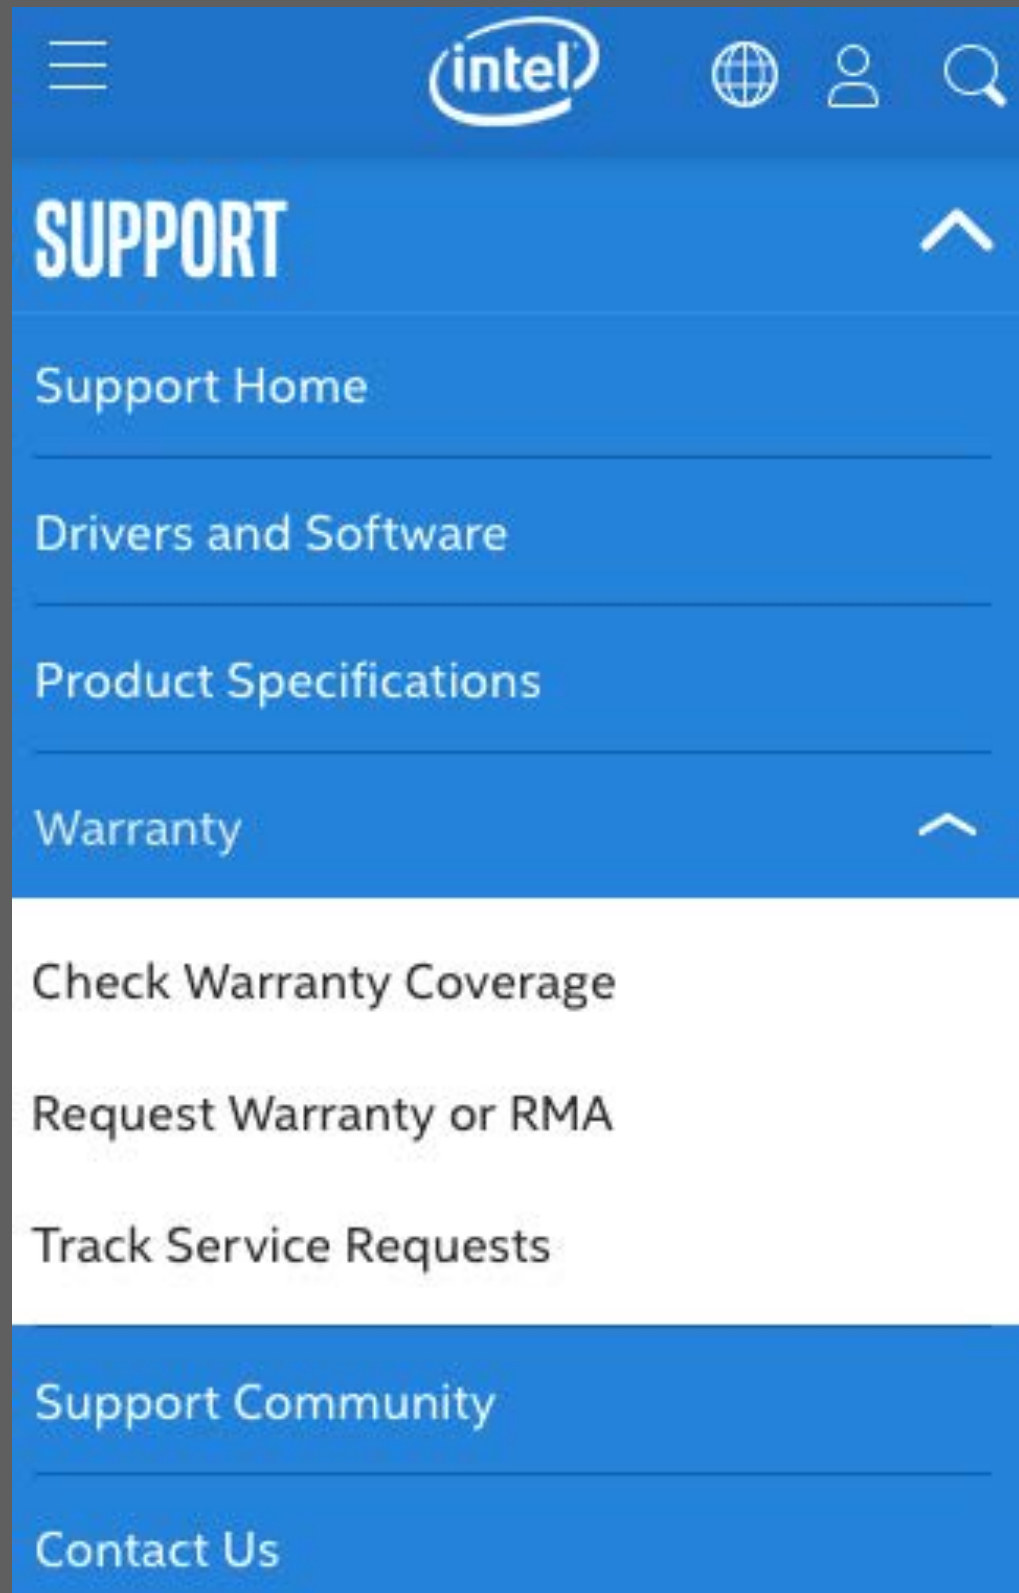 intel
SUPPORT
Support Home
Drivers and Software
Product Specifications
Warranty
Check Warranty Coverage
Request Warranty or RMA
Track Service Requests
Support Community
Contact Us